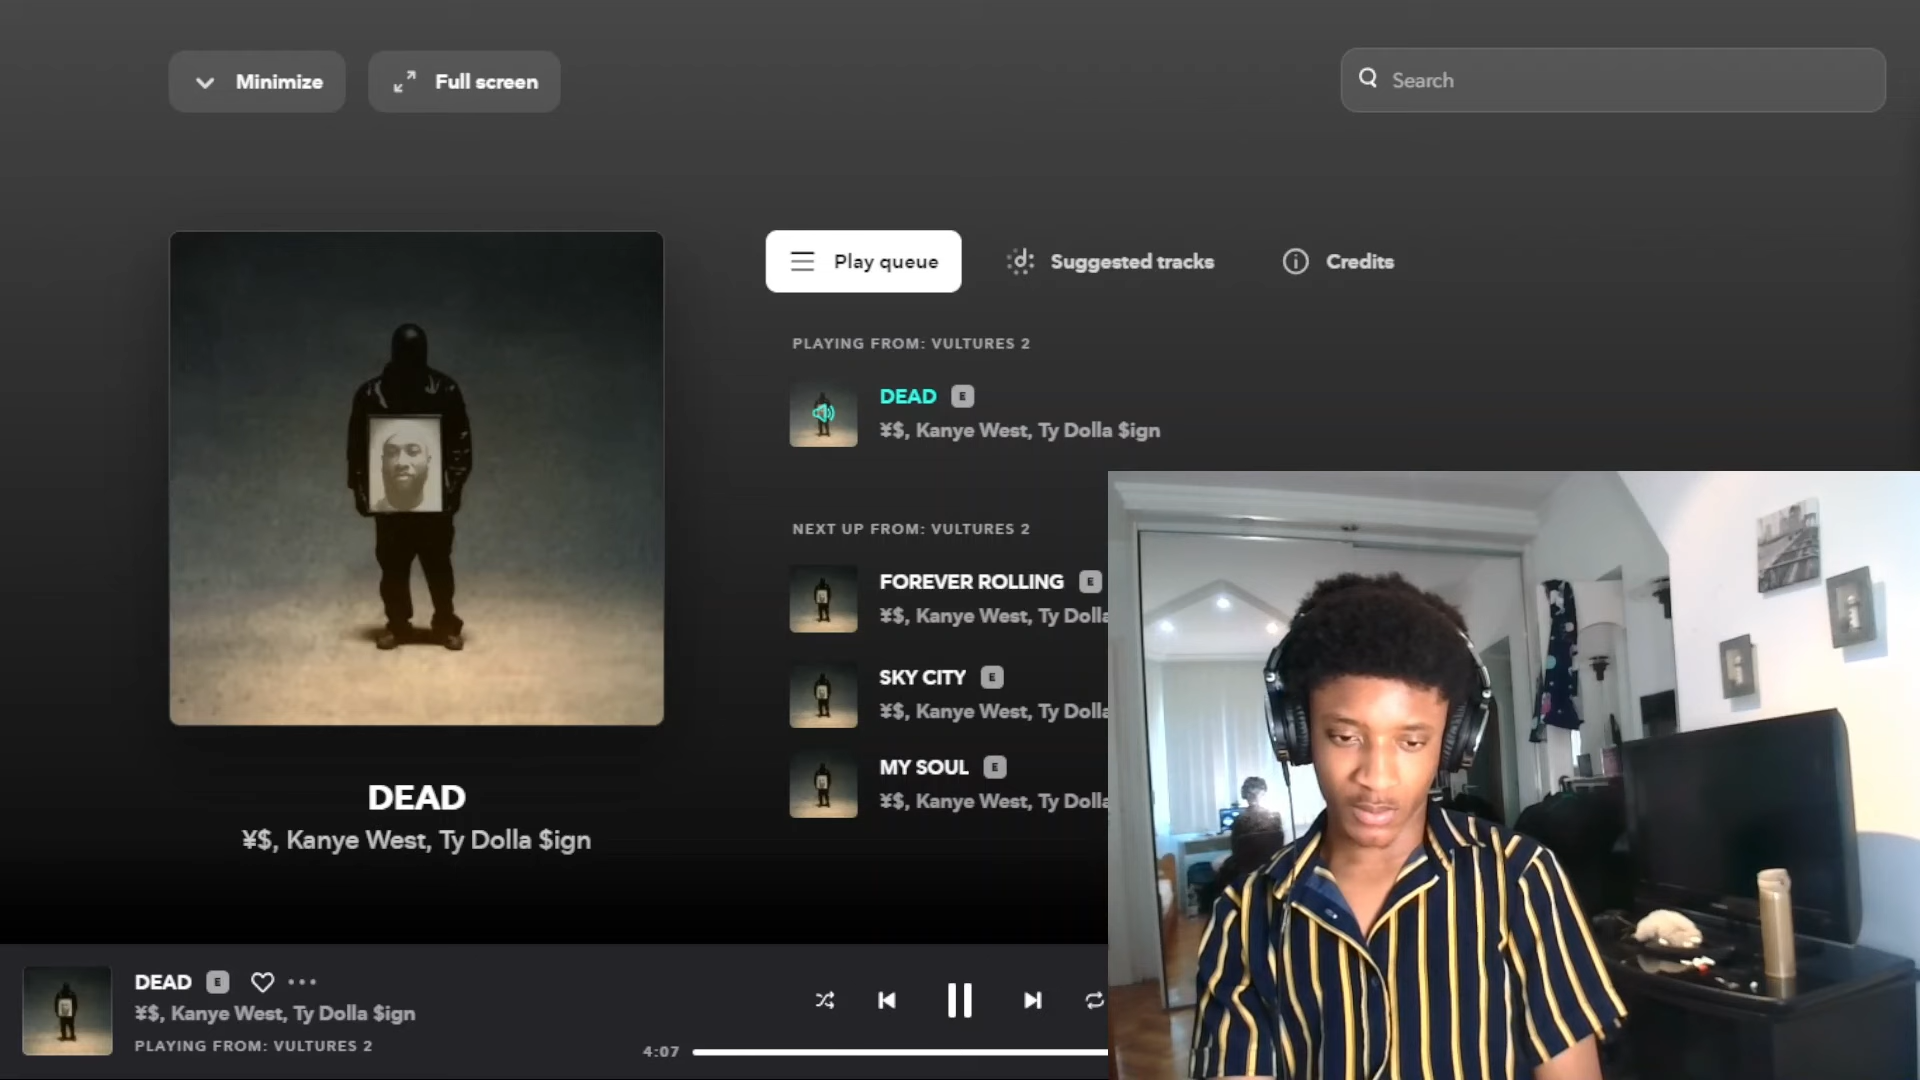 Minimize
Full screen
Search
Play queue
Suggested tracks
Credits
PLAYING FROM: VULTURES 2
DEAD E
¥$, Kanye West, Ty Dolla $ign
NEXT UP FROM: VULTURES 2
FOREVER ROLLING E
¥$, Kanye West, Ty Dolla
SKY CITY E
¥$, Kanye West, Ty Dolla
MY SOUL E
¥$, Kanye West, Ty Dolla
DEAD
¥$, Kanye West, Ty Dolla $ign
DEAD E
¥$, Kanye West, Ty Dolla $ign
PLAYING FROM: VULTURES 2
4:07